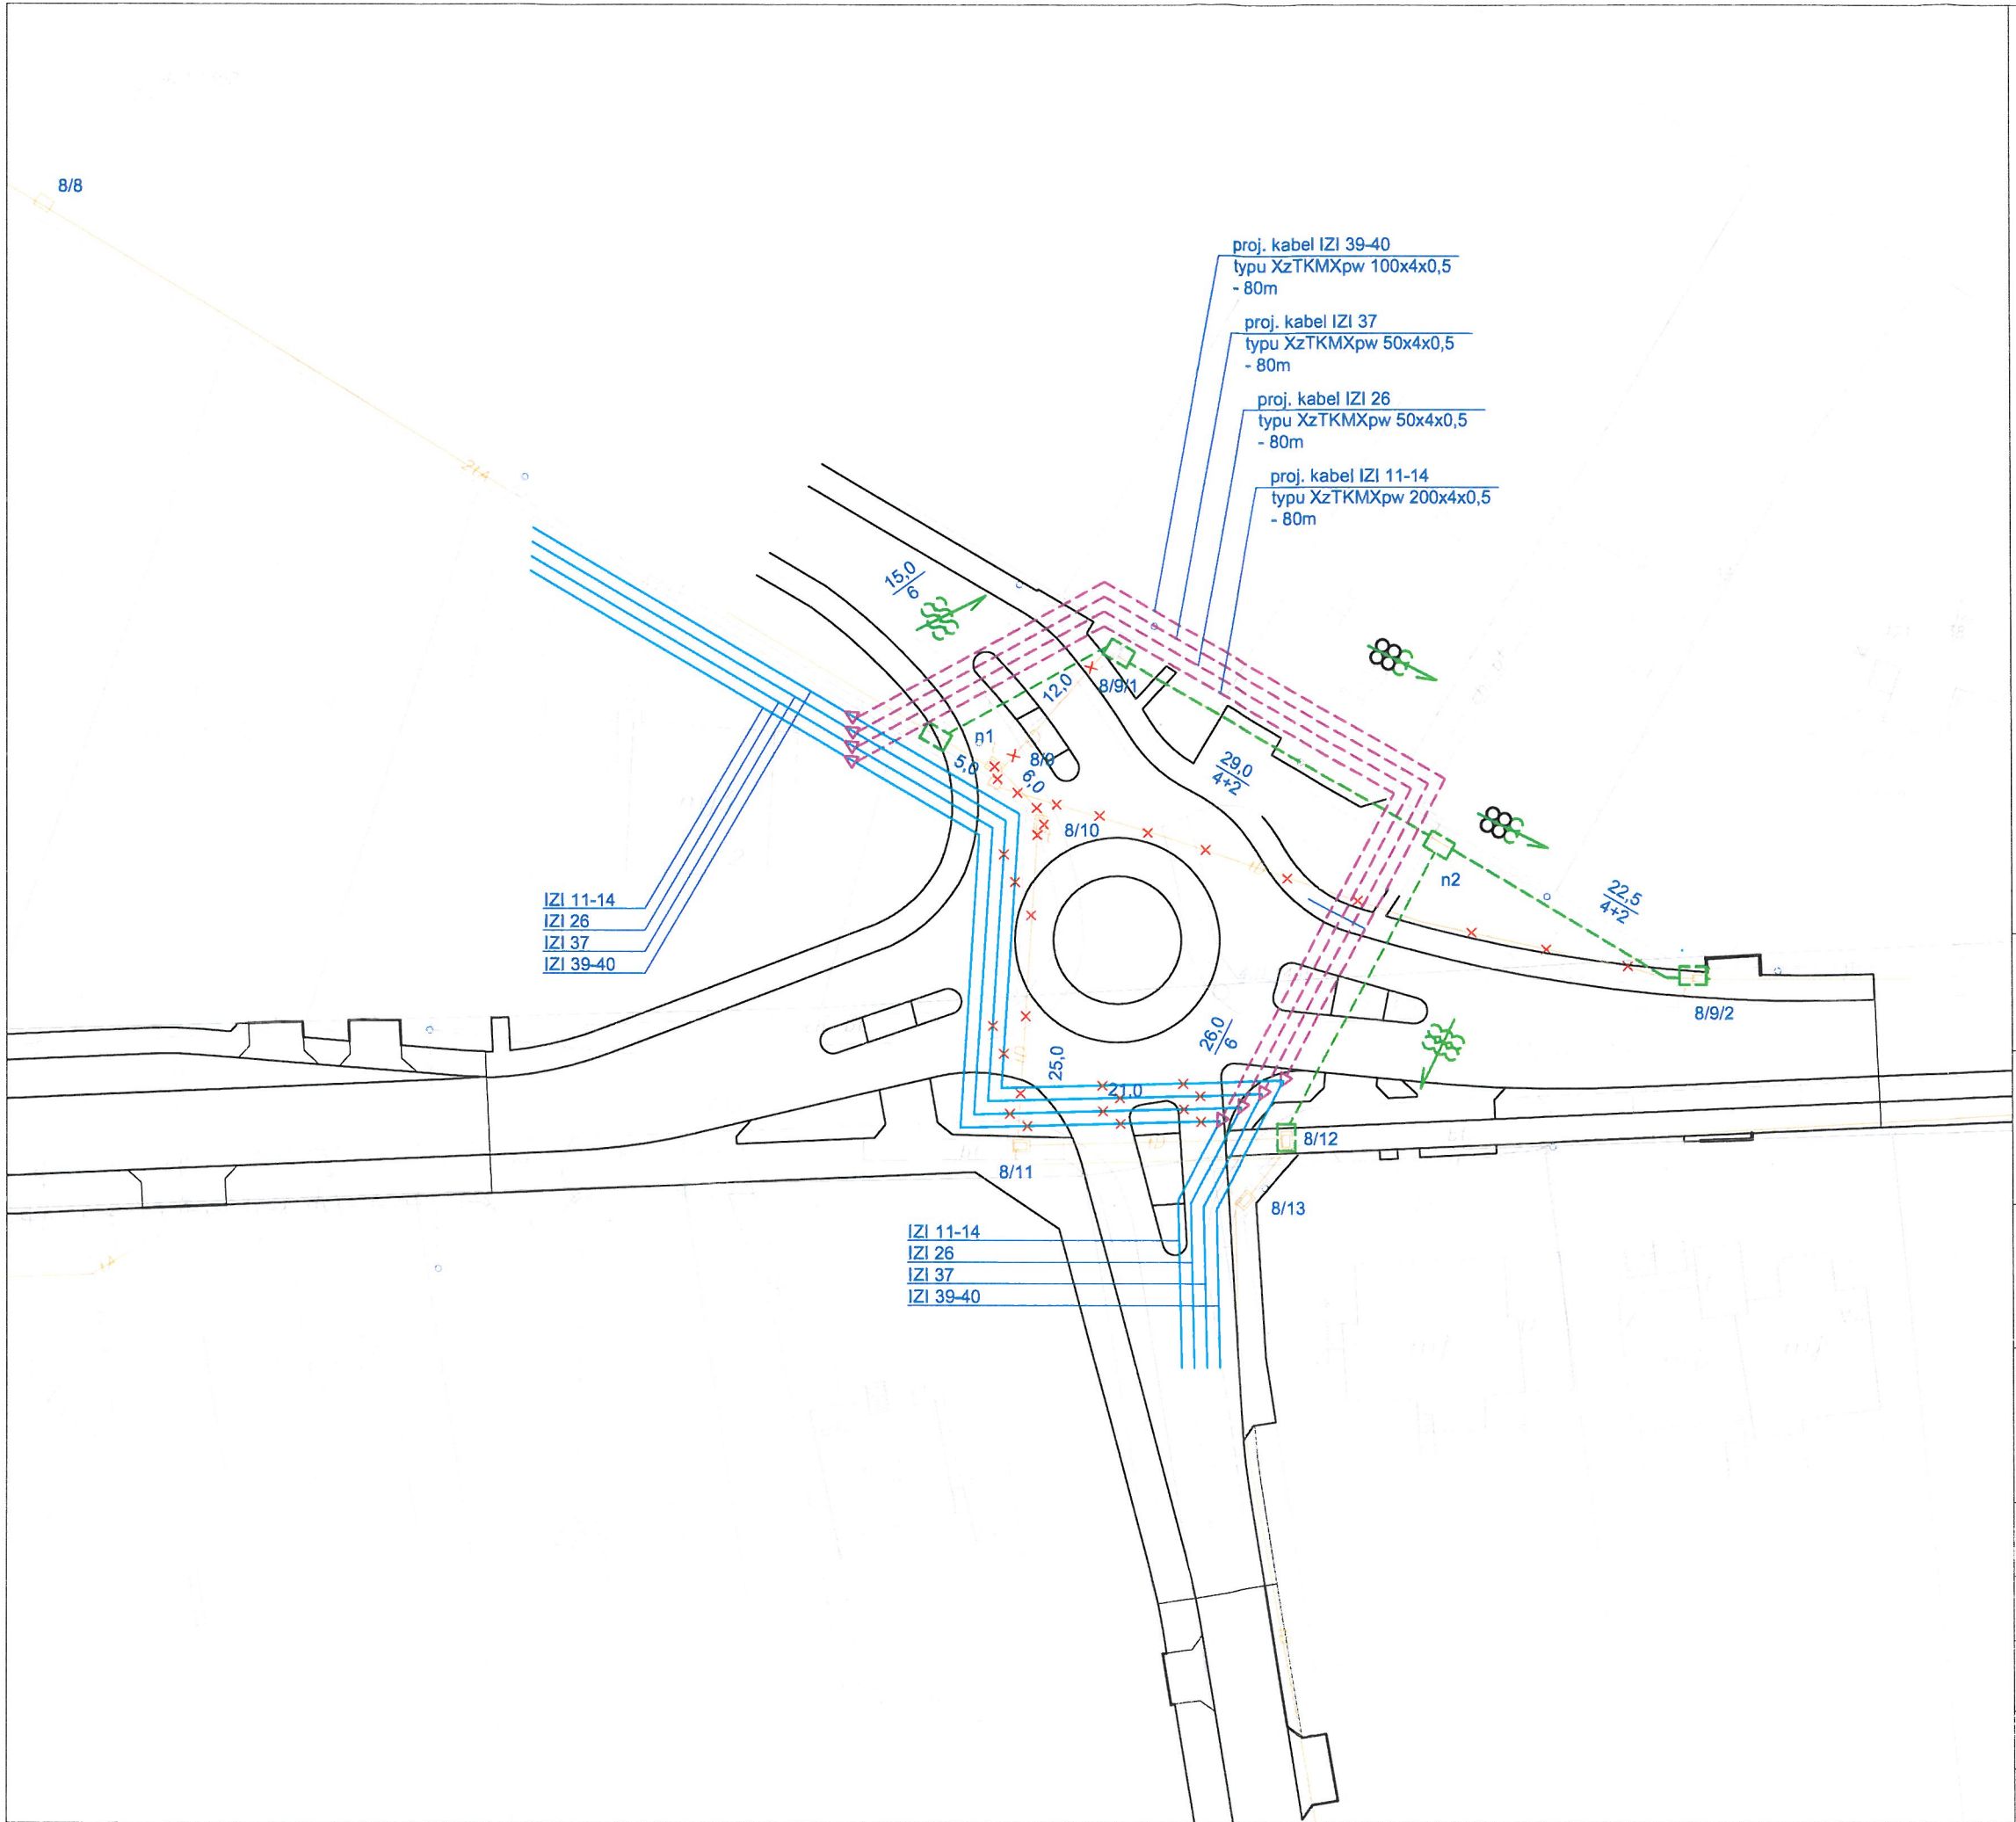 8/8
proj. kabel IZI 39-40
typu XzTKMXpw 100x4x0,5
- 80m
proj. kabel IZI 37
typu XzTKMXpw 50x4x0,5
- 80m
proj. kabel IZI 26
typu XzTKMXpw 50x4x0,5
- 80m
proj. kabel IZI 11-14
typu XzTKMXpw 200x4x0,5
- 80m
15,0
6
12,0
8/9/1
n1
5,0
8/9
6,0
29,0
4+2
8/10
n2
22,5
4+2
IZI 11-14
IZI 26
IZI 37
IZI 39-40
8/9/2
26,0
6
25,0
21,0
8/12
8/11
8/13
IZI 11-14
IZI 26
IZI 37
IZI 39-40